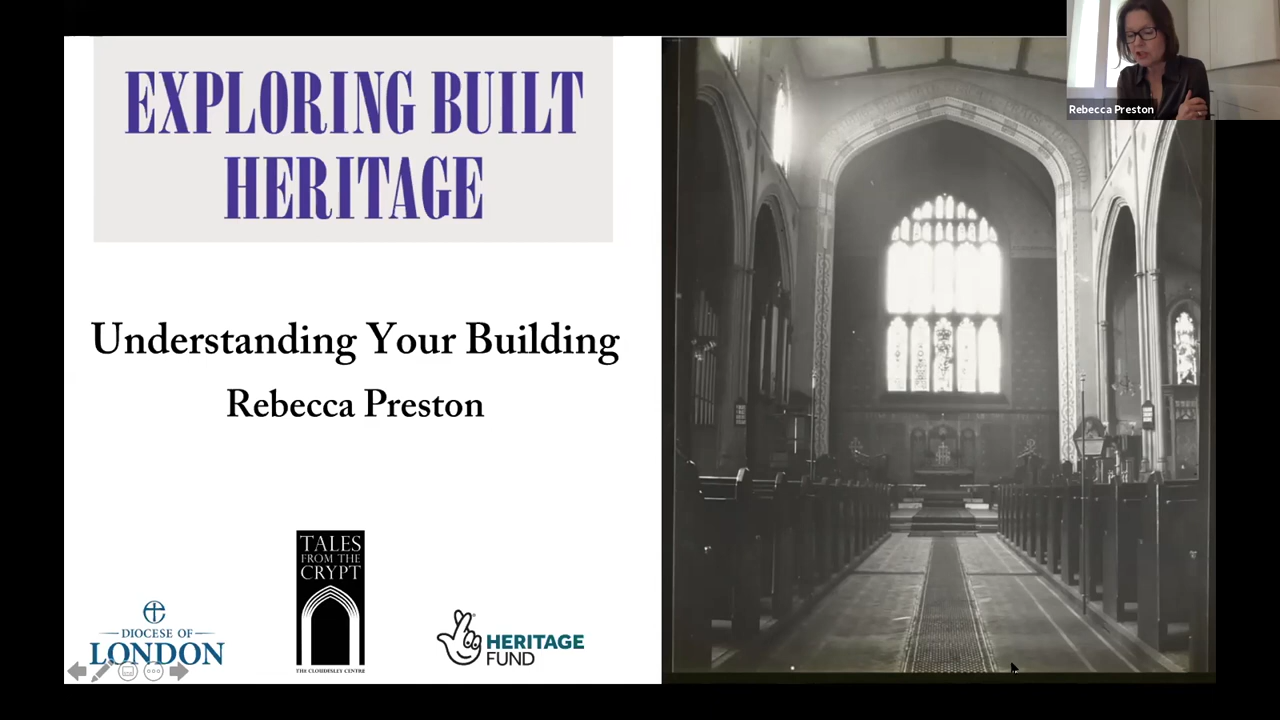 EXPLORING BUILT
HERITAGE
Understanding Your Building
Rebecca Preston
TALES
FROM THE
CRYPT
THE CLOUDESLEY CENTRE
DIOCESE OF
LONDON
HERITAGE
FUND
Rebecca Preston